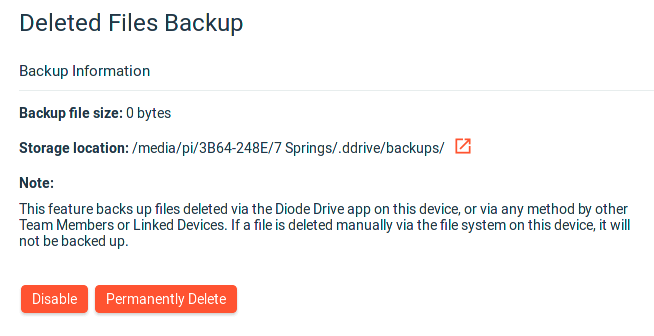 Deleted Files Backup
Backup Information
Backup file size: 0 bytes
Storage location: /media/pi/3B64-248E/7 Springs/.ddrive/backups/
Note:
This feature backs up files deleted via the Diode Drive app on this device, or via any method by other
Team Members or Linked Devices. If a file is deleted manually via the file system on this device, it will
not be backed up.
Disable Permanently Delete